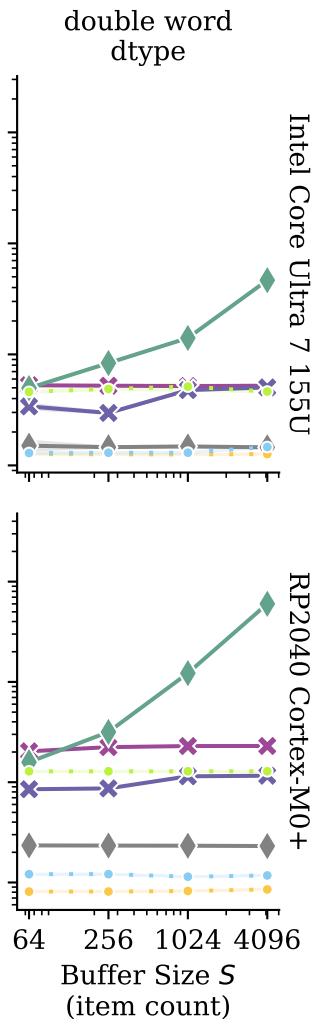 double word
dtype
Intel Core Ultra 7 155U
RP2040 Cortex-M0+
64 256 1024 4096
Buffer Size S
(item count)